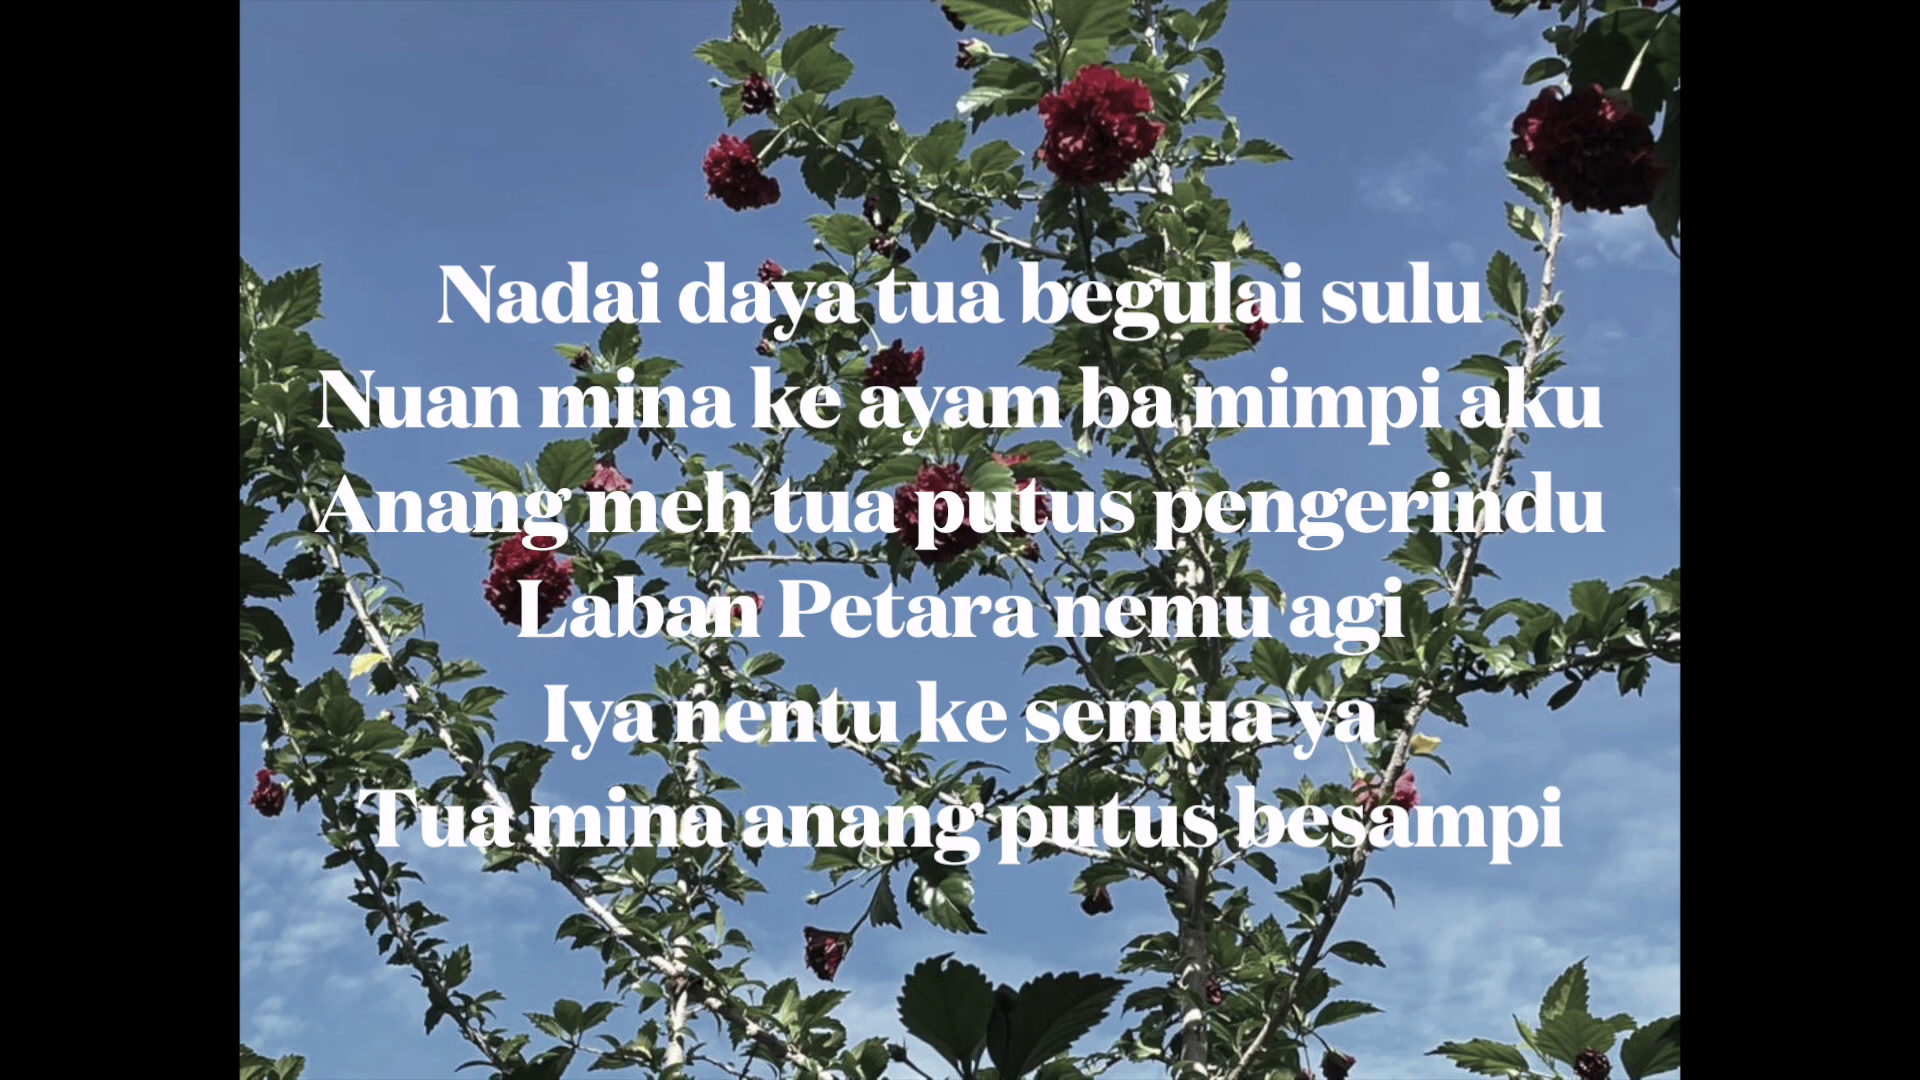 Nadai daya tua begulai sulu
Nuan mina ke ayam ba mimpi aku
Anang meh tua putus pengerindu
Laban Petara nemu agi
Iya nentu ke semua ya
Tua mina anang putus besampi